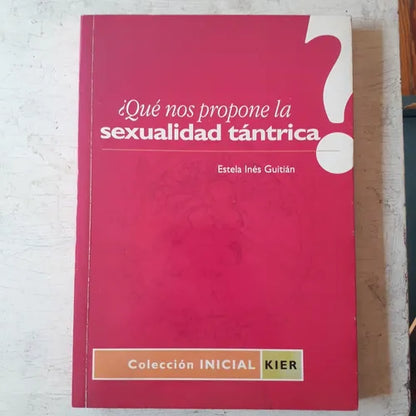 ¿Qué nos propone la
sexualidad tántrica?
Estela Inés Guitián
Colección INICIAL KIER